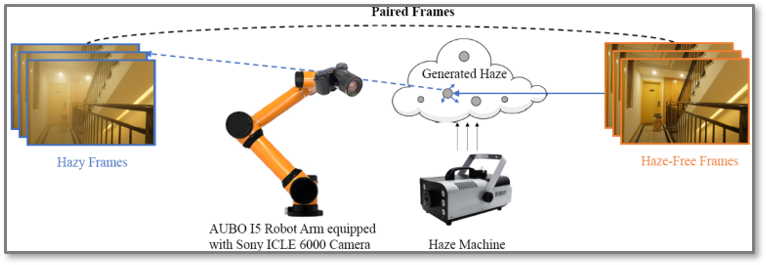 Paired Frames
Generated Haze
Hazy Frames
Haze-Free Frames
AUBO I5 Robot Arm equipped
with Sony ICLE 6000 Camera
Haze Machine